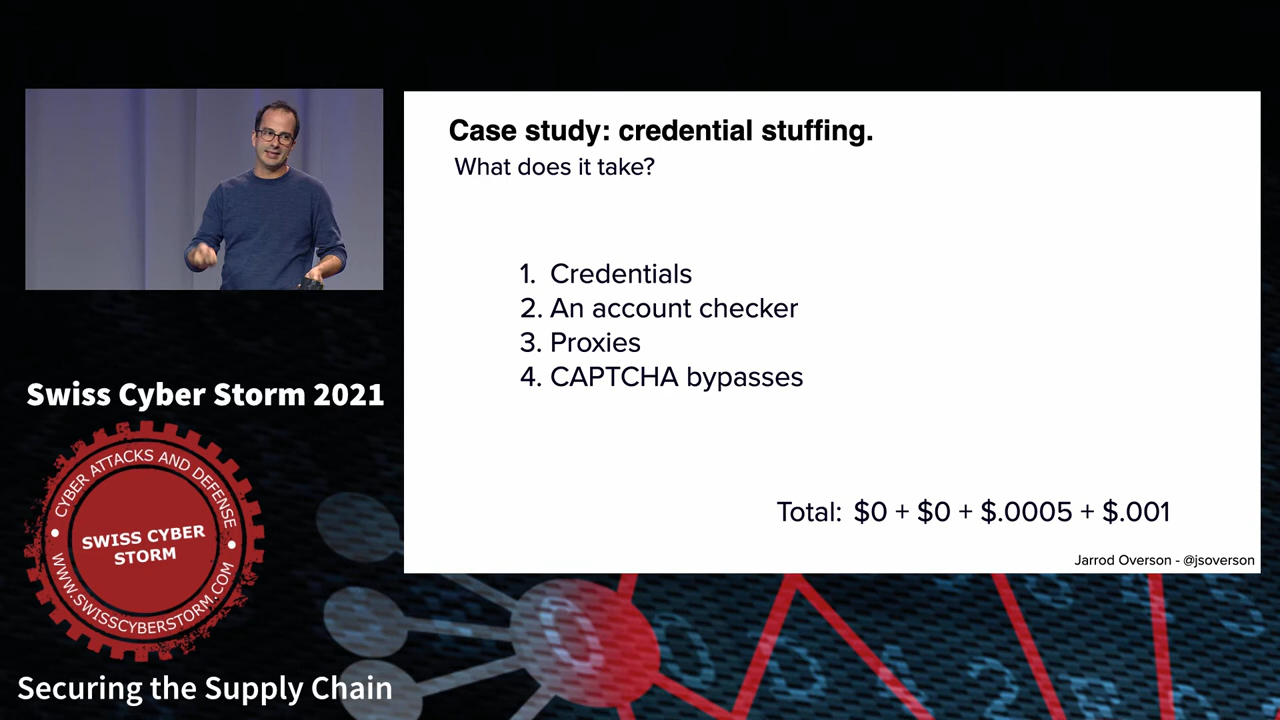 Case study: credential stuffing.
What does it take?
1. Credentials
2. An account checker
3. Proxies
4. CAPTCHA bypasses
Total: $0 + $0 + $.0005 + $.001
Jarrod Overson - @jsoverson
Swiss Cyber Storm 2021
CYBER ATTACKS AND DEFENSE
SWISS CYBER
STORM
WWW.SWISSCYBERSTORM.COM
Securing the Supply Chain